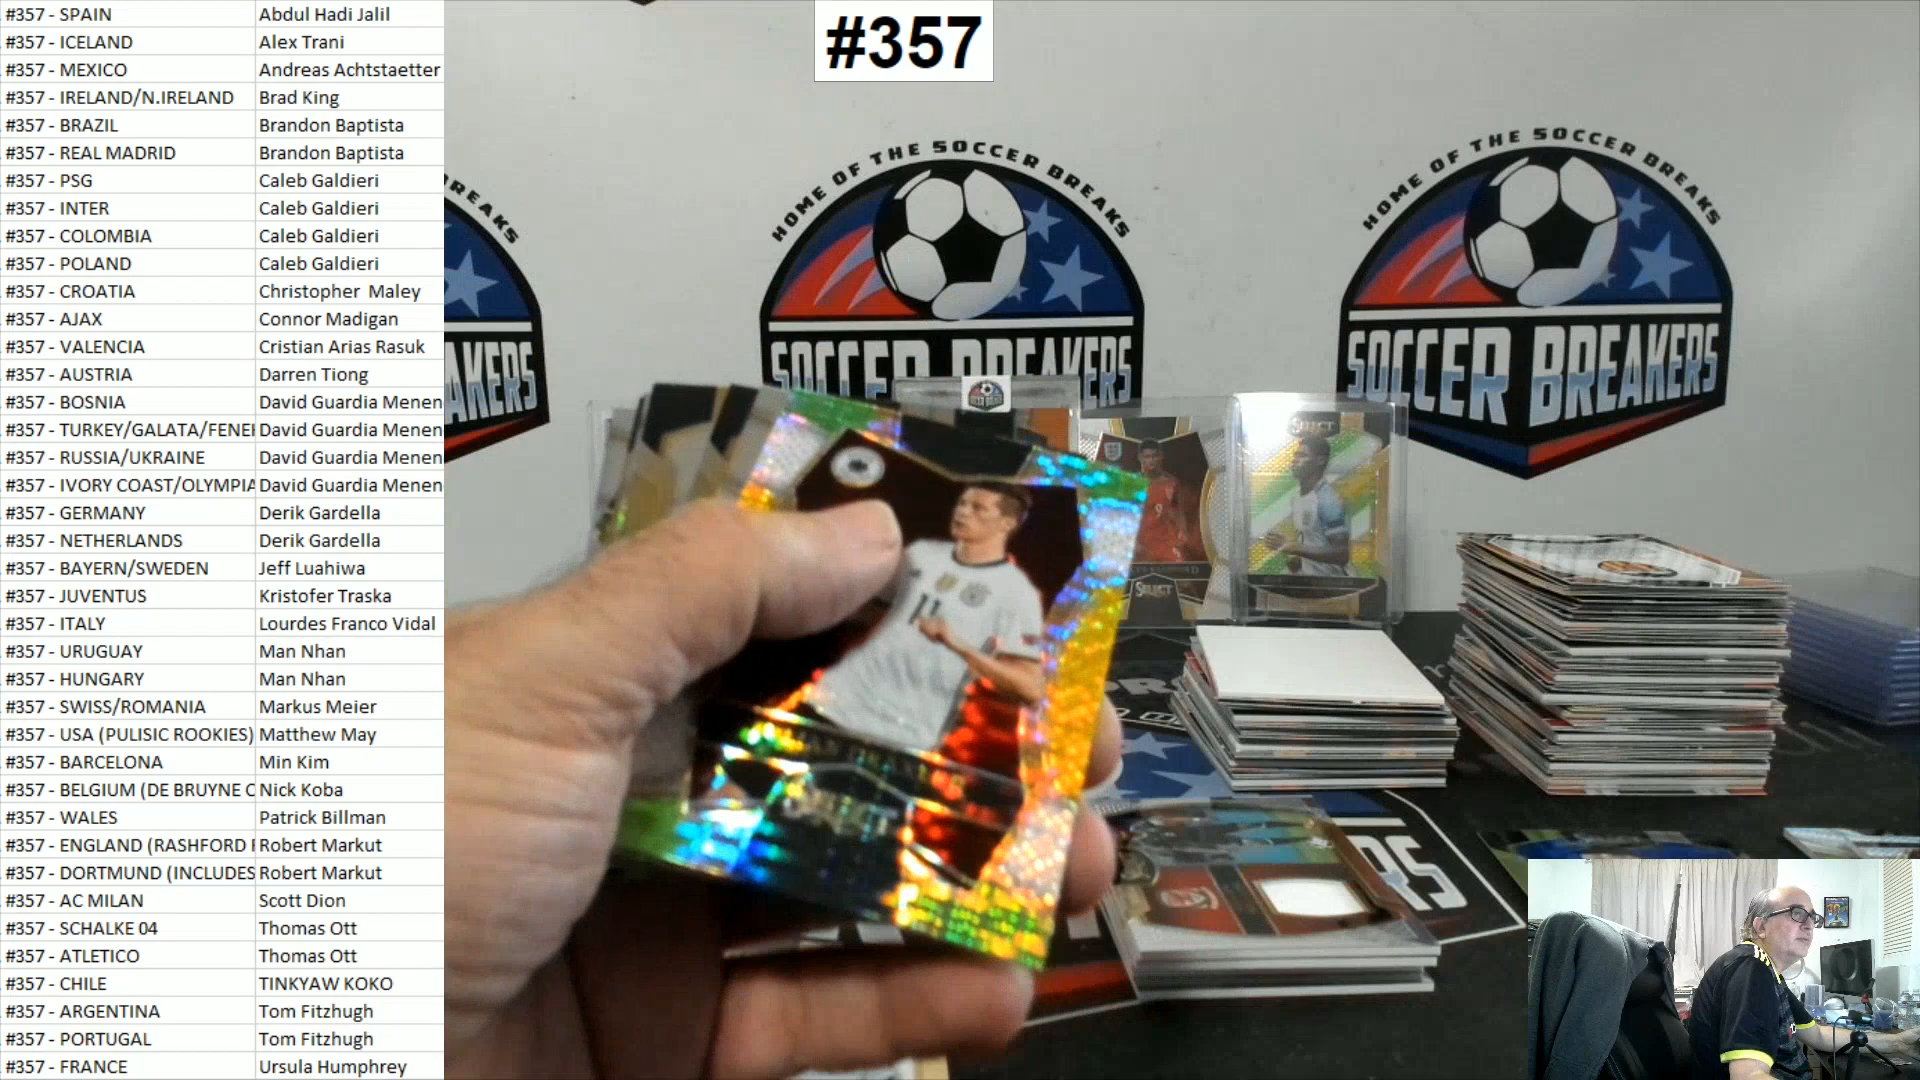 #357 - SPAIN Abdul Hadi Jalil
#357 - ICELAND Alex Trani
#357 - MEXICO Andreas Achtstaetter
#357 - IRELAND/N.IRELAND Brad King
#357 - BRAZIL Brandon Baptista
#357 - REAL MADRID Brandon Baptista
#357 - PSG Caleb Galdieri
#357 - INTER Caleb Galdieri
#357 - COLOMBIA Caleb Galdieri
#357 - POLAND Caleb Galdieri
#357 - CROATIA Christopher Maley
#357 - AJAX Connor Madigan
#357 - VALENCIA Cristian Arias Rasuk
#357 - AUSTRIA Darren Tiong
#357 - BOSNIA David Guardia Menen
#357 - TURKEY/GALATA/FENE David Guardia Menen
#357 - RUSSIA/UKRAINE David Guardia Menen
#357 - IVORY COAST/OLYMPIA David Guardia Menen
#357 - GERMANY Derik Gardella
#357 - NETHERLANDS Derik Gardella
#357 - BAYERN/SWEDEN Jeff Luahiwa
#357 - JUVENTUS Kristofer Traska
#357 - ITALY Lourdes Franco Vidal
#357 - URUGUAY Man Nhan
#357 - HUNGARY Man Nhan
#357 - SWISS/ROMANIA Markus Meier
#357 - USA (PULISIC ROOKIES) Matthew May
#357 - BARCELONA Min Kim
#357 - BELGIUM (DE BRUYNE C Nick Koba
#357 - WALES Patrick Billman
#357 - ENGLAND (RASHFORD Robert Markut
#357 - DORTMUND (INCLUDES Robert Markut
#357 - AC MILAN Scott Dion
#357 - SCHALKE 04 Thomas Ott
#357 - ATLETICO Thomas Ott
#357 - CHILE TINKYAW KOKO
#357 - ARGENTINA Tom Fitzhugh
#357 - PORTUGAL Tom Fitzhugh
#357 - FRANCE Ursula Humphrey
#357
REAKS
AKERS
HOME OF THE SOCCER BREAKS
SOCCER BREAKERS
HOME OF THE SOCCER BREAKS
SOCCER BREAKERS
SELECT
SELECT
11
SELECT
RS